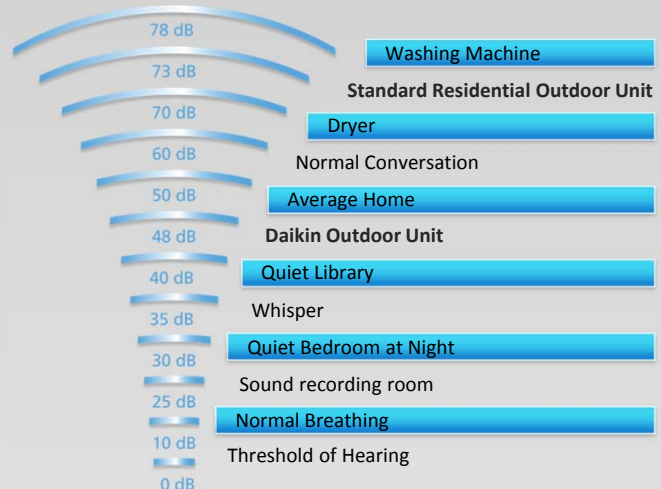 78 dB
Washing Machine
73 dB
Standard Residential Outdoor Unit
70 dB
Dryer
60 dB
Normal Conversation
50 dB
Average Home
48 dB
Daikin Outdoor Unit
40 dB
Quiet Library
35 dB
Whisper
30 dB
Quiet Bedroom at Night
25 dB
Sound recording room
10 dB
Normal Breathing
0 dB
Threshold of Hearing